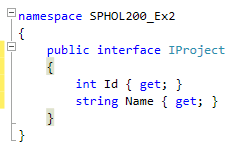 namespace SPHOL200_Ex2
{
public interface IProject
{
int Id { get; }
string Name { get; }
}
}